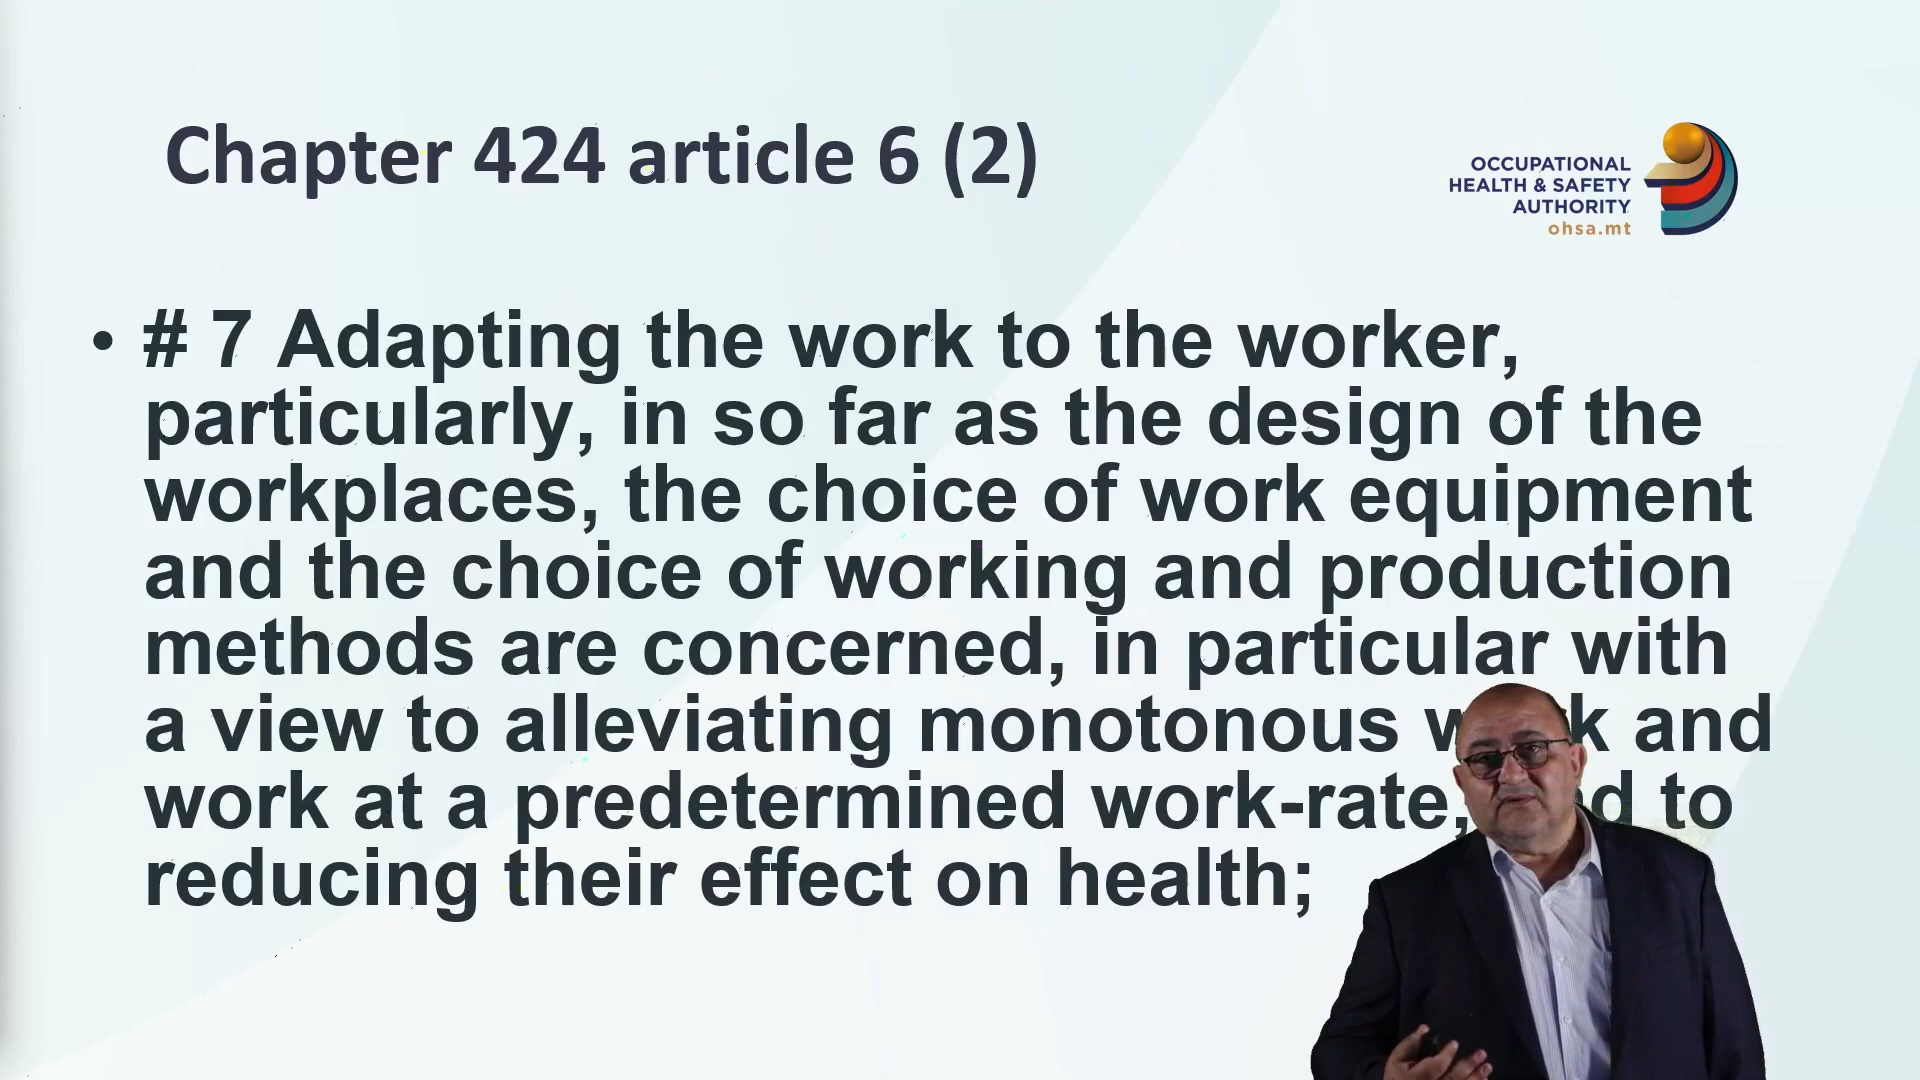 Chapter 424 article 6 (2)
OCCUPATIONAL
HEALTH & SAFETY
AUTHORITY
ohsa.mt
• # 7 Adapting the work to the worker,
particularly, in so far as the design of the
workplaces, the choice of work equipment
and the choice of working and production
methods are concerned, in particular with
a view to alleviating monotonous and
work at a predetermined work-rate, to
reducing their effect on health;